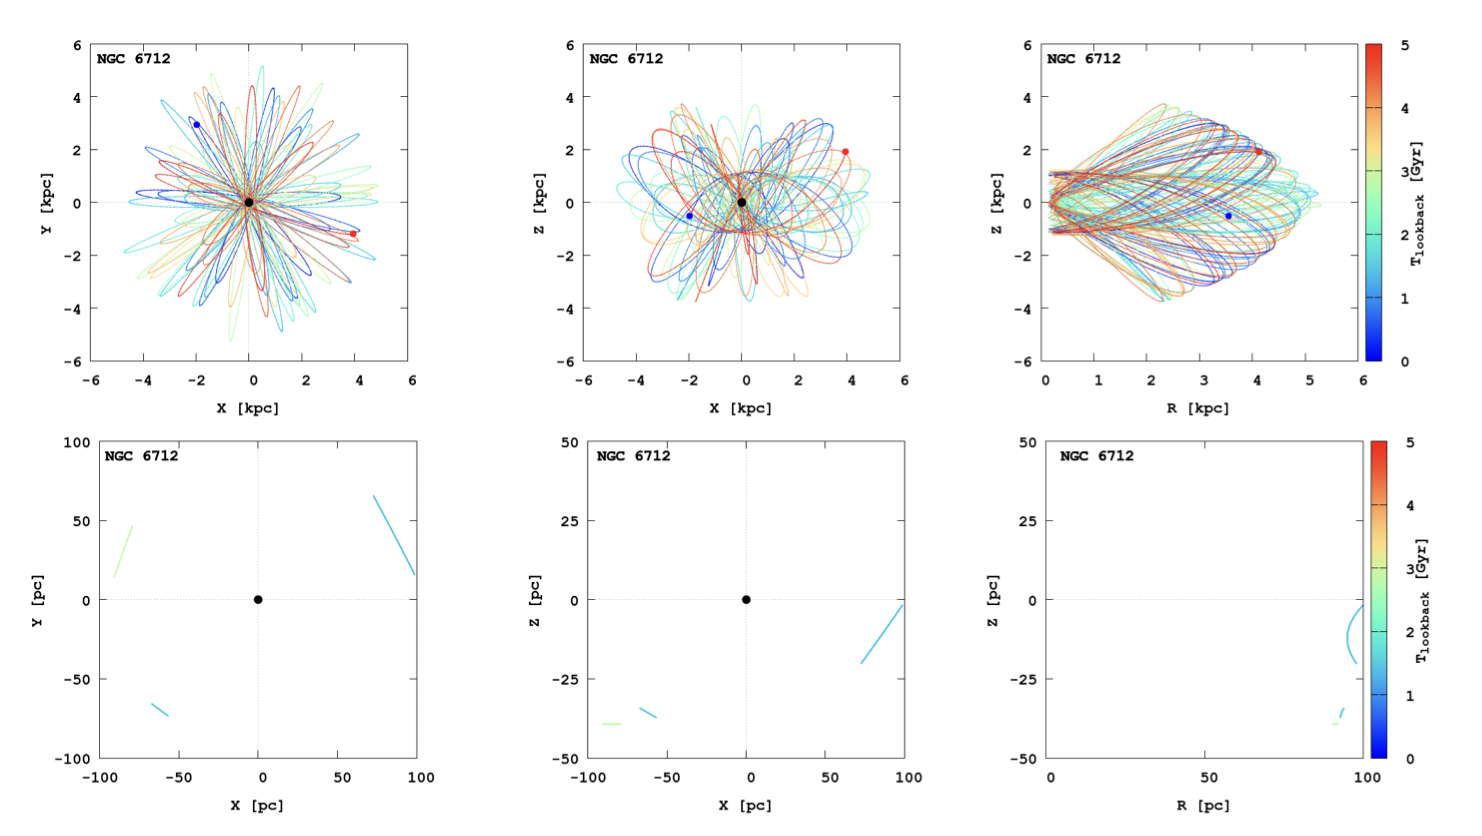 NGC 6712
6
4
2
0
-2
-4
-6
Y [kpc]
-6 -4 -2 0 2 4 6
X [kpc]
NGC 6712
6
4
2
0
-2
-4
-6
Z [kpc]
-6 -4 -2 0 2 4 6
X [kpc]
NGC 6712
6
4
2
0
-2
-4
-6
Z [kpc]
0 1 2 3 4 5 6
R [kpc]
5
4
3
2
1
0
Tlookback [Gyr]
NGC 6712
100
50
0
-50
-100
Y [pc]
-100 -50 0 50 100
X [pc]
NGC 6712
50
25
0
-25
-50
Z [pc]
-100 -50 0 50 100
X [pc]
NGC 6712
50
25
0
-25
-50
Z [pc]
0 50 100
R [pc]
5
4
3
2
1
0
Tlookback [Gyr]